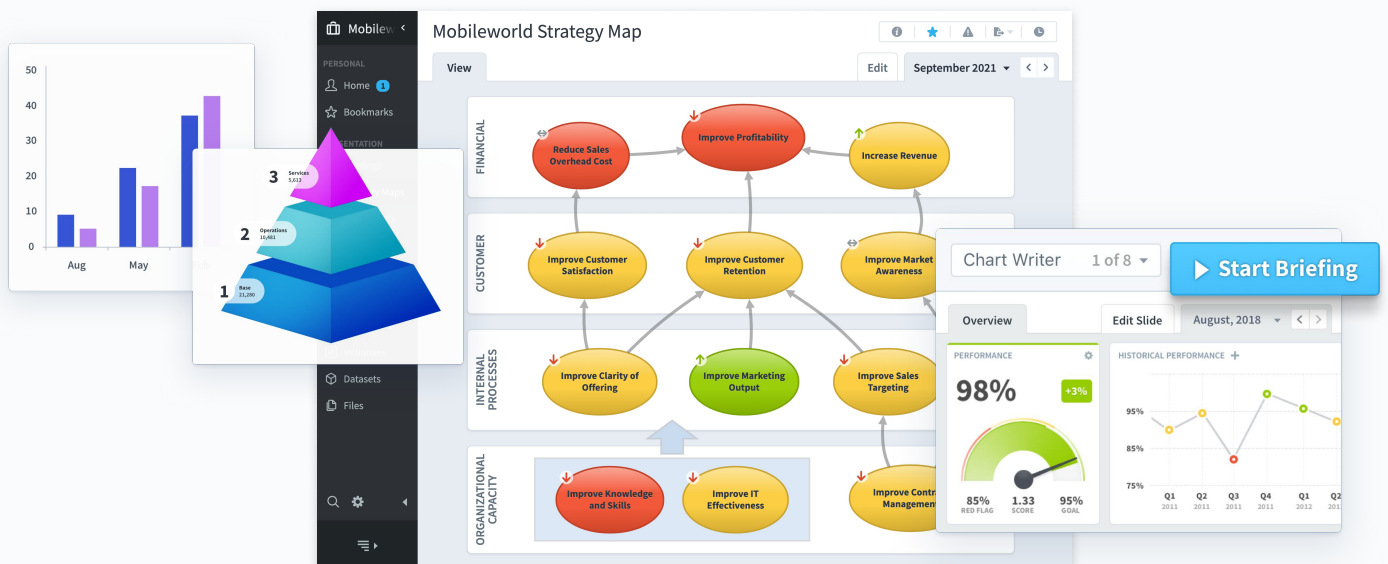 50
40
30
20
10
0
Aug
May
3
Services
5,613
2
Operations
10,481
1
Base
21,280
Mobilew
PERSONAL
Home 1
Bookmarks
Datasets
Files
Mobileworld Strategy Map
View
Edit
September 2021
FINANCIAL
Reduce Sales
Overhead Cost
Improve Profitability
Increase Revenue
CUSTOMER
Improve Customer
Satisfaction
Improve Customer
Retention
Improve Market
Awareness
INTERNAL
PROCESSES
Improve Clarity of
Offering
Improve Marketing
Output
Improve Sales
Targeting
ORGANIZATIONAL
CAPACITY
Improve Knowledge
and Skills
Improve IT
Effectiveness
Improve Contr
Management
Chart Writer 1 of 8
Start Briefing
Overview
Edit Slide
August, 2018
PERFORMANCE
98%
+3%
85%
RED FLAG
1.33
SCORE
95%
GOAL
HISTORICAL PERFORMANCE
95%
85%
75%
Q1 Q2 Q3 Q4 Q1 Q2
2011 2011 2011 2011 2012